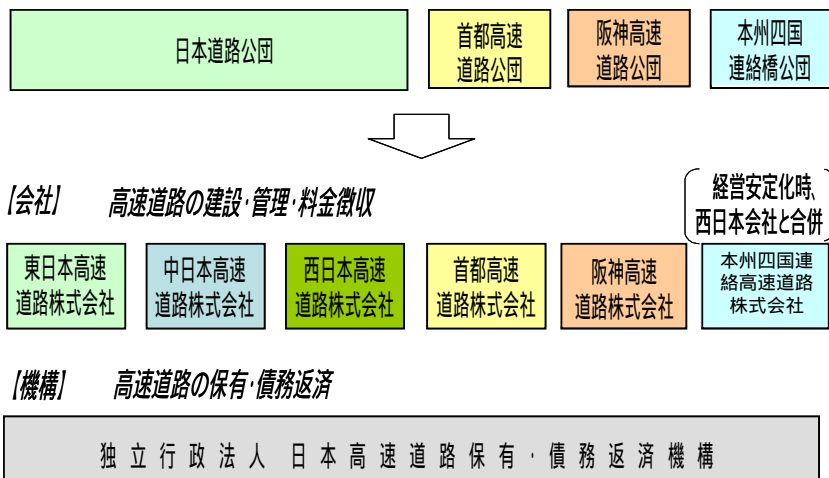 日本道路公団
首都高速
道路公団
阪神高速
道路公団
本州四国
連絡橋公団
【会社】 高速道路の建設・管理・料金徴収
経営安定化時、
西日本会社と合併
東日本高速
道路株式会社
中日本高速
道路株式会社
西日本高速
道路株式会社
首都高速
道路株式会社
阪神高速
道路株式会社
本州四国連
絡高速道路
株式会社
【機構】 高速道路の保有・債務返済
独立行政法人 日本高速道路保有・債務返済機構